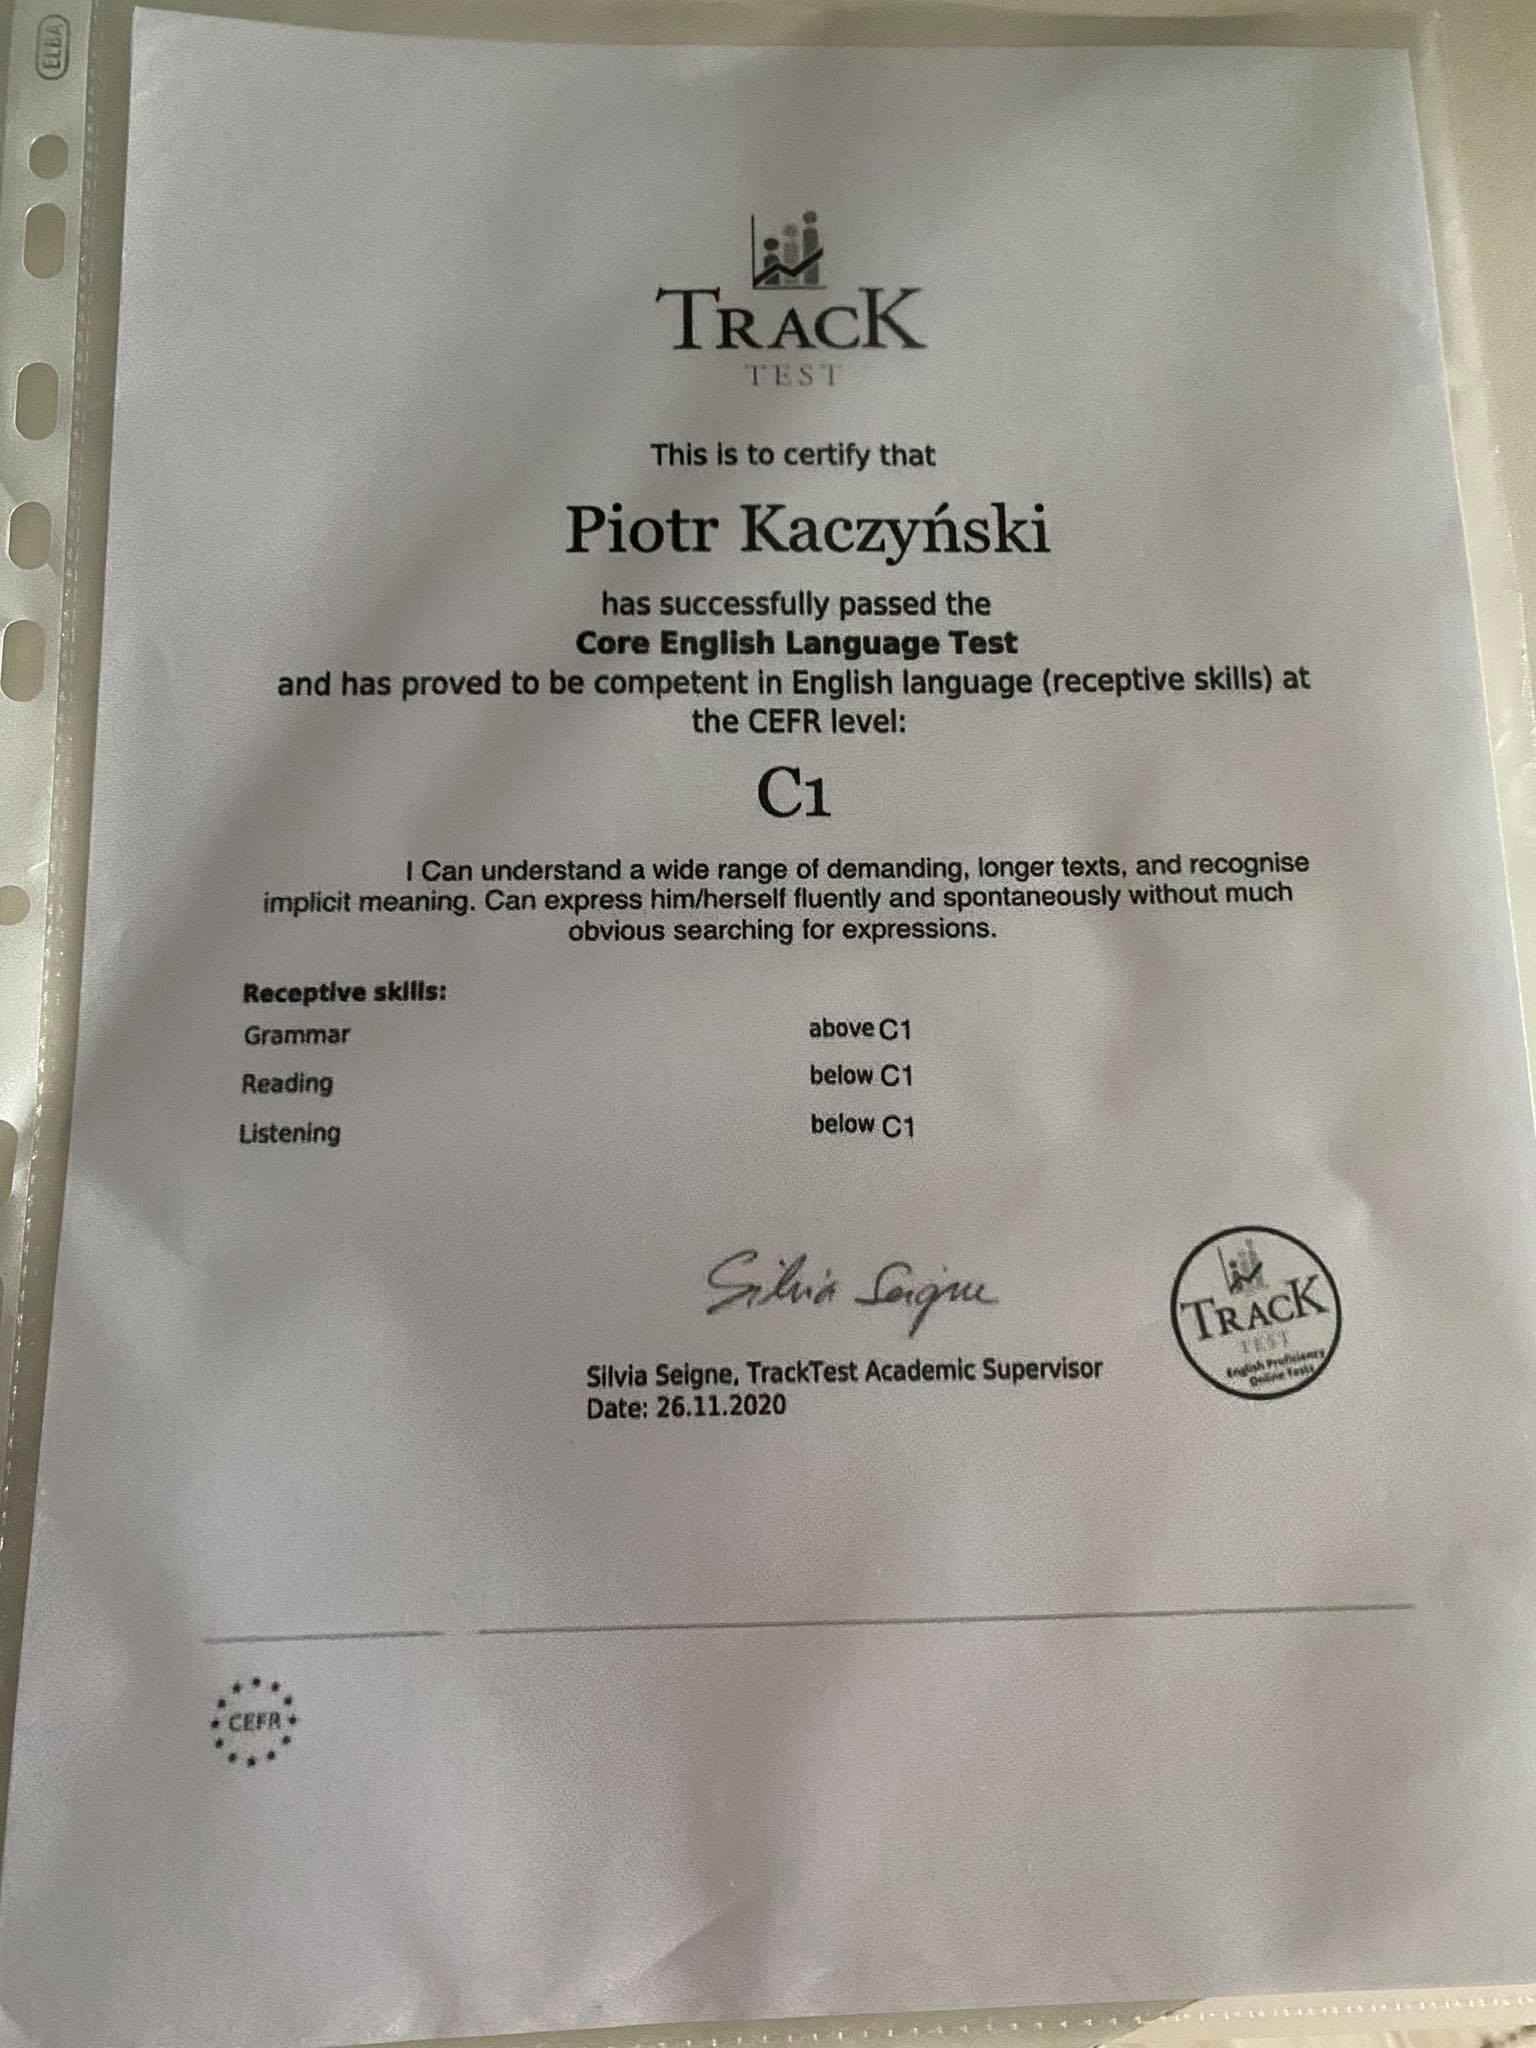 ELBA
TRACK
TEST
This is to certify that
Piotr Kaczyński
has successfully passed the
Core English Language Test
and has proved to be competent in English language (receptive skills) at
the CEFR level:
C1
I Can understand a wide range of demanding, longer texts, and recognise
implicit meaning. Can express him/herself fluently and spontaneously without much
obvious searching for expressions.
Receptive skills:
Grammar above C1
Reading below C1
Listening below C1
Silvia Seigne
Silvia Seigne, TrackTest Academic Supervisor
Date: 26.11.2020
TRACK
TEST
English Proficiency
Online Tests
CEFR